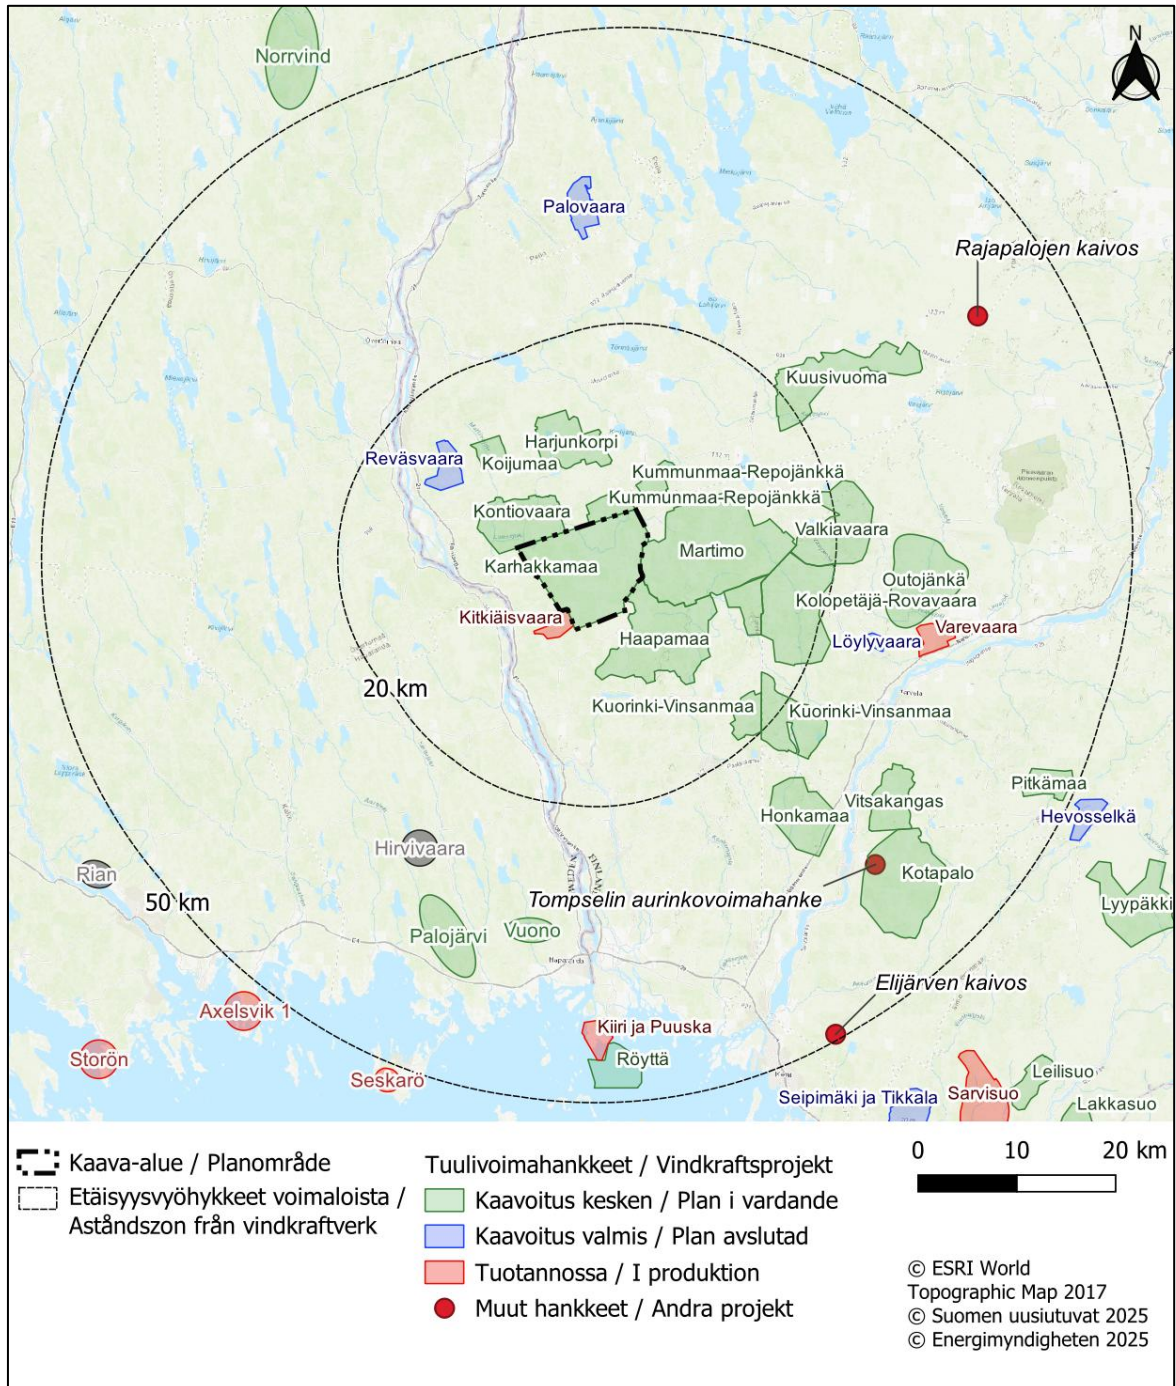 Norrvind
N
Palovaara
Rajapalojen kaivos
Kuusivuoma
Harjunkorpi
Reväsvaara
Koijumaa
Kummunmaa-Repojänkkä
Kummunmaa-Repojänkkä
Kontiovaara
Valkiavaara
Martimo
Karhakkamaa
Outojänkä
Kolopetäjä-Rovavaara
Kitkiäisvaara
Varevaara
Haapamaa
Löylyvaara
20 km
Kuorinki-Vinsanmaa
Kuorinki-Vinsanmaa
Pitkämaa
Honkamaa
Vitsakangas
Hevosselkä
Hirvivaara
Rian
SWEDEN
FINLAND
Kotapalo
50 km
Tompselin aurinkovoimahanke
Lyypäkki
Palojärvi
Vuono
Elijärven kaivos
Axelsvik 1
Kiiri ja Puuska
Storön
Röyttä
Seskarö
Leilisuo
Seipimäki ja Tikkala
Sarvisuo
Lakkasuo
Kaava-alue / Planområde
Etäisyysvyöhykkeet voimaloista /
Aståndszon från vindkraftverk
Tuulivoimahankkeet / Vindkraftsprojekt
Kaavoitus kesken / Plan i vardande
Kaavoitus valmis / Plan avslutad
Tuotannossa / I produktion
Muut hankkeet / Andra projekt
0 10 20 km
© ESRI World
Topographic Map 2017
© Suomen uusiutuvat 2025
© Energimyndigheten 2025